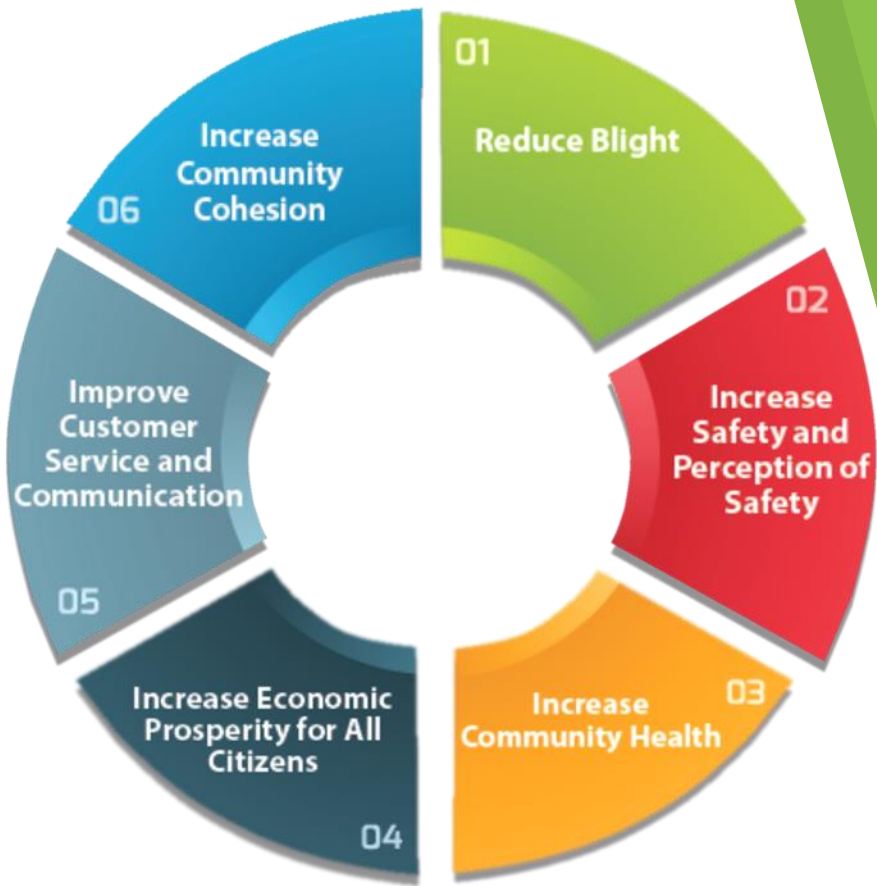 01
Reduce Blight
02
Increase
Safety and
Perception of
Safety
03
Increase
Community Health
Increase Economic
Prosperity for All
Citizens
04
Improve
Customer
Service and
Communication
05
Increase
Community
Cohesion
06